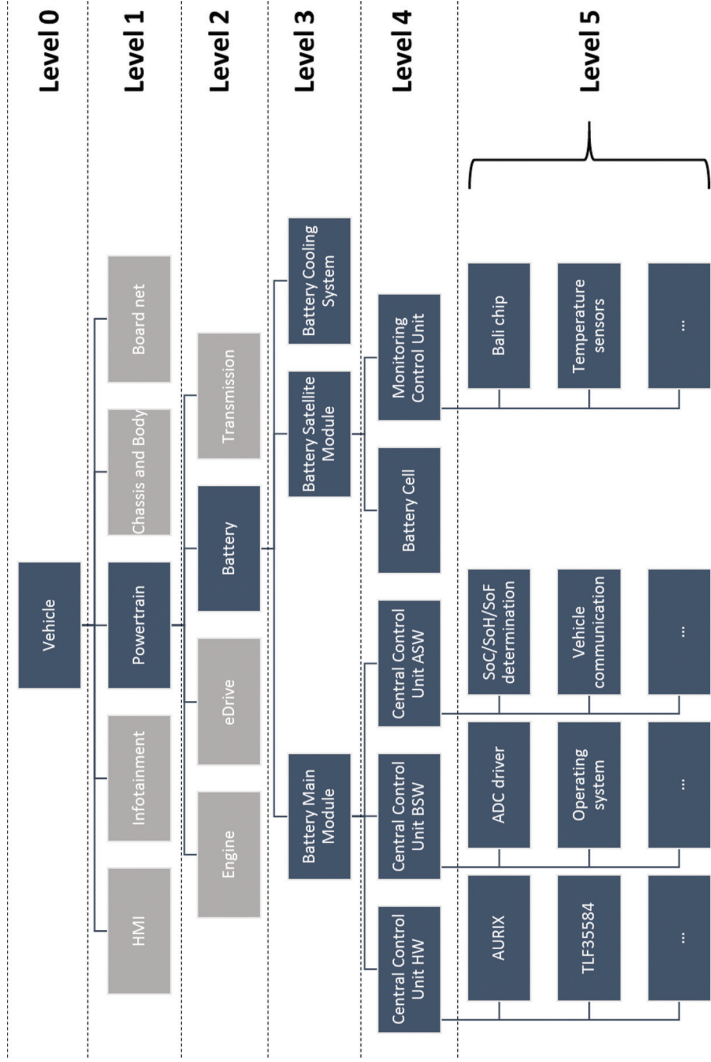 Vehicle
Level 0
HMI
Infotainment
Powertrain
Chassis and Body
Board net
Level 1
Engine
eDrive
Battery
Transmission
Level 2
Battery Main
Module
Battery Satellite
Module
Battery Cooling
System
Level 3
Central Control
Unit HW
Central Control
Unit BSW
Central Control
Unit ASW
Battery Cell
Monitoring
Control Unit
Level 4
AURIX
ADC driver
SoC/SoH/SoF
determination
Bali chip
TLF35584
Operating
system
Vehicle
communication
Temperature
sensors
Level 5
...
...
...
...